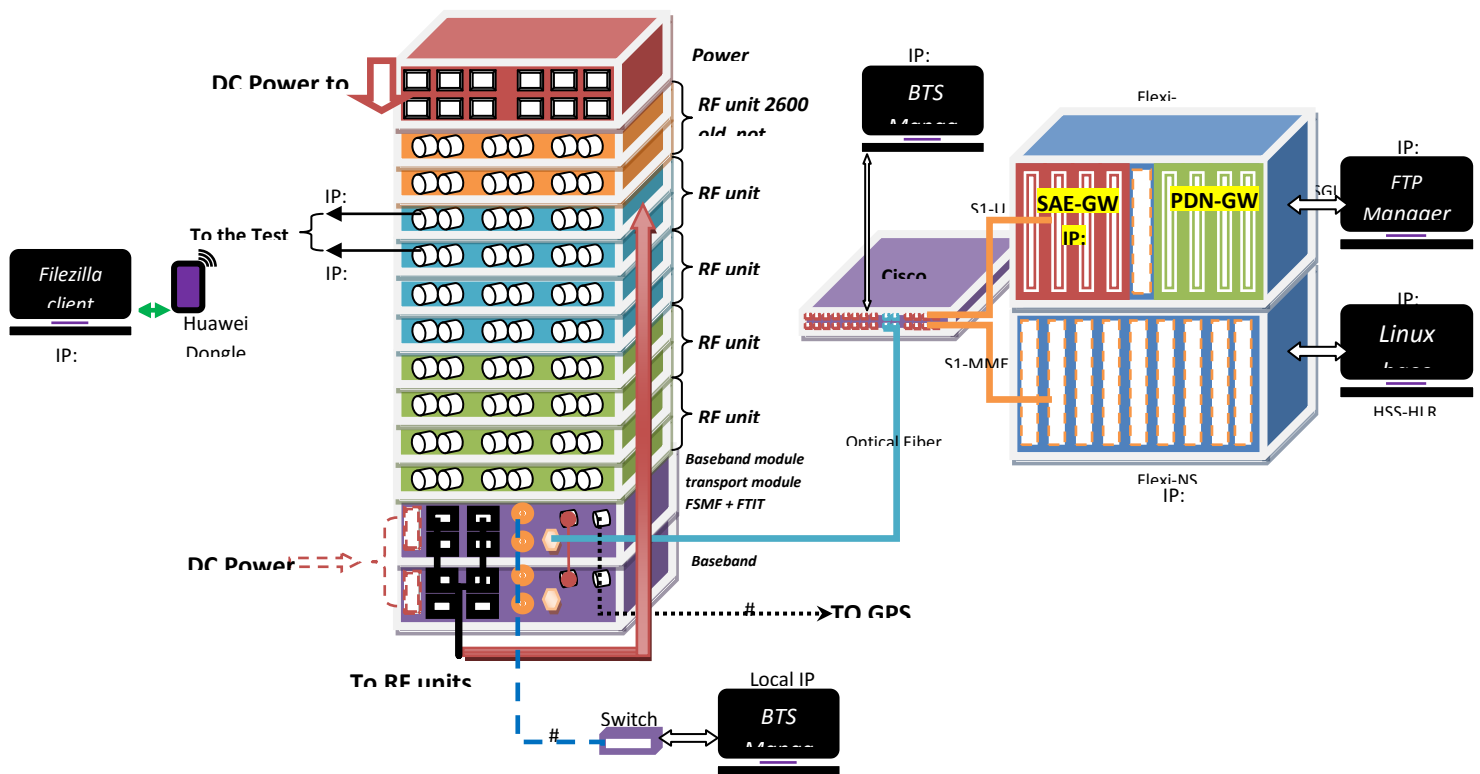 Power
DC Power to
RF unit 2600
old, not
RF unit
RF unit
RF unit
RF unit
IP:
To the Test
IP:
Filezilla
client
IP:
Huawei
Dongle
Baseband module
transport module
FSMF + FTIT
Baseband
DC Power
To RF units
#
TO GPS
#
Switch
Local IP
BTS
IP:
BTS
Cisco
Optical Fiber
S1-U
S1-MME
Flexi-
SAE-GW
IP:
PDN-GW
IP:
FTP
Manager
IP:
Linux
HSS-HLR
Flexi-NS
IP: